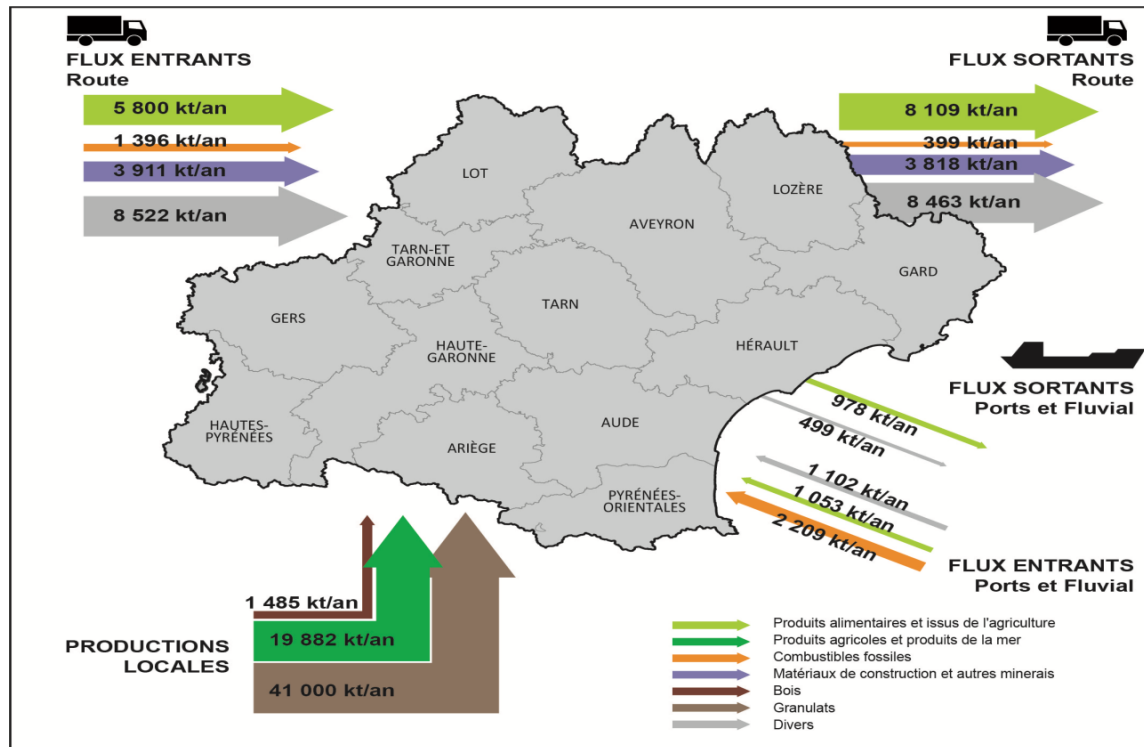 FLUX ENTRANTS
Route
5 800 kt/an
1 396 kt/an
3 911 kt/an
8 522 kt/an
FLUX SORTANTS
Route
8 109 kt/an
399 kt/an
3 818 kt/an
8 463 kt/an
LOT
LOZÈRE
AVEYRON
TARN-ET
GARONNE
GARD
TARN
GERS
HAUTE-
GARONNE
HÉRAULT
HAUTES-
PYRÉNÉES
ARIÈGE
AUDE
PYRÉNÉES-
ORIENTALES
FLUX SORTANTS
Ports et Fluvial
978 kt/an
499 kt/an
1 102 kt/an
1 053 kt/an
2 209 kt/an
FLUX ENTRANTS
Ports et Fluvial
1 485 kt/an
19 882 kt/an
41 000 kt/an
PRODUCTIONS
LOCALES
Produits alimentaires et issus de l'agriculture
Produits agricoles et produits de la mer
Combustibles fossiles
Matériaux de construction et autres minerais
Bois
Granulats
Divers